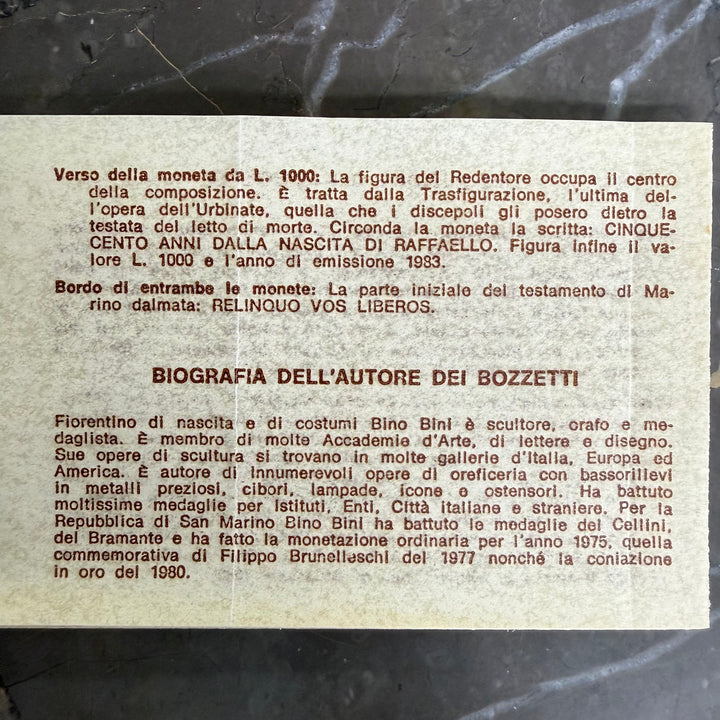 Verso della moneta da L. 1000: La figura del Redentore occupa il centro
della composizione. È tratta dalla Trasfigurazione, l'ultima del-
l'opera dell'Urbinate, quella che i discepoli gli posero dietro la
testata del letto di morte. Circonda la moneta la scritta: CINQUE-
CENTO ANNI DALLA NASCITA DI RAFFAELLO. Figura infine il va-
lore L. 1000 e l'anno di emissione 1983.
Bordo di entrambe le monete: La parte iniziale del testamento di Ma-
rino dalmata: RELINQUO VOS LIBEROS.
BIOGRAFIA DELL'AUTORE DEI BOZZETTI
Fiorentino di nascita e di costumi Bino Bini è scultore, orafo e me-
daglista. È membro di molte Accademie d'Arte, di lettere e disegno.
Sue opere di scultura si trovano in molte gallerie d'Italia, Europa ed
America. È autore di innumerevoli opere di oreficeria con bassorilievi
in metalli preziosi, cibori, lampade, icone e ostensori. Ha battuto
moltissime medaglie per Istituti, Enti, Città italiane e straniere. Per la
Repubblica di San Marino Bino Bini ha battuto le medaglie del Cellini,
del Bramante e ha fatto la monetazione ordinaria per l'anno 1975, quella
commemorativa di Filippo Brunelleschi del 1977 nonchè la coniazione
in oro del 1980.